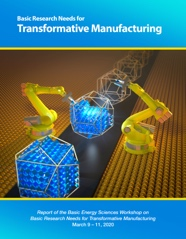 Basic Research Needs for
Transformative Manufacturing
Report of the Basic Energy Sciences Workshop on
Basic Research Needs for Transformative Manufacturing
March 9 – 11, 2020